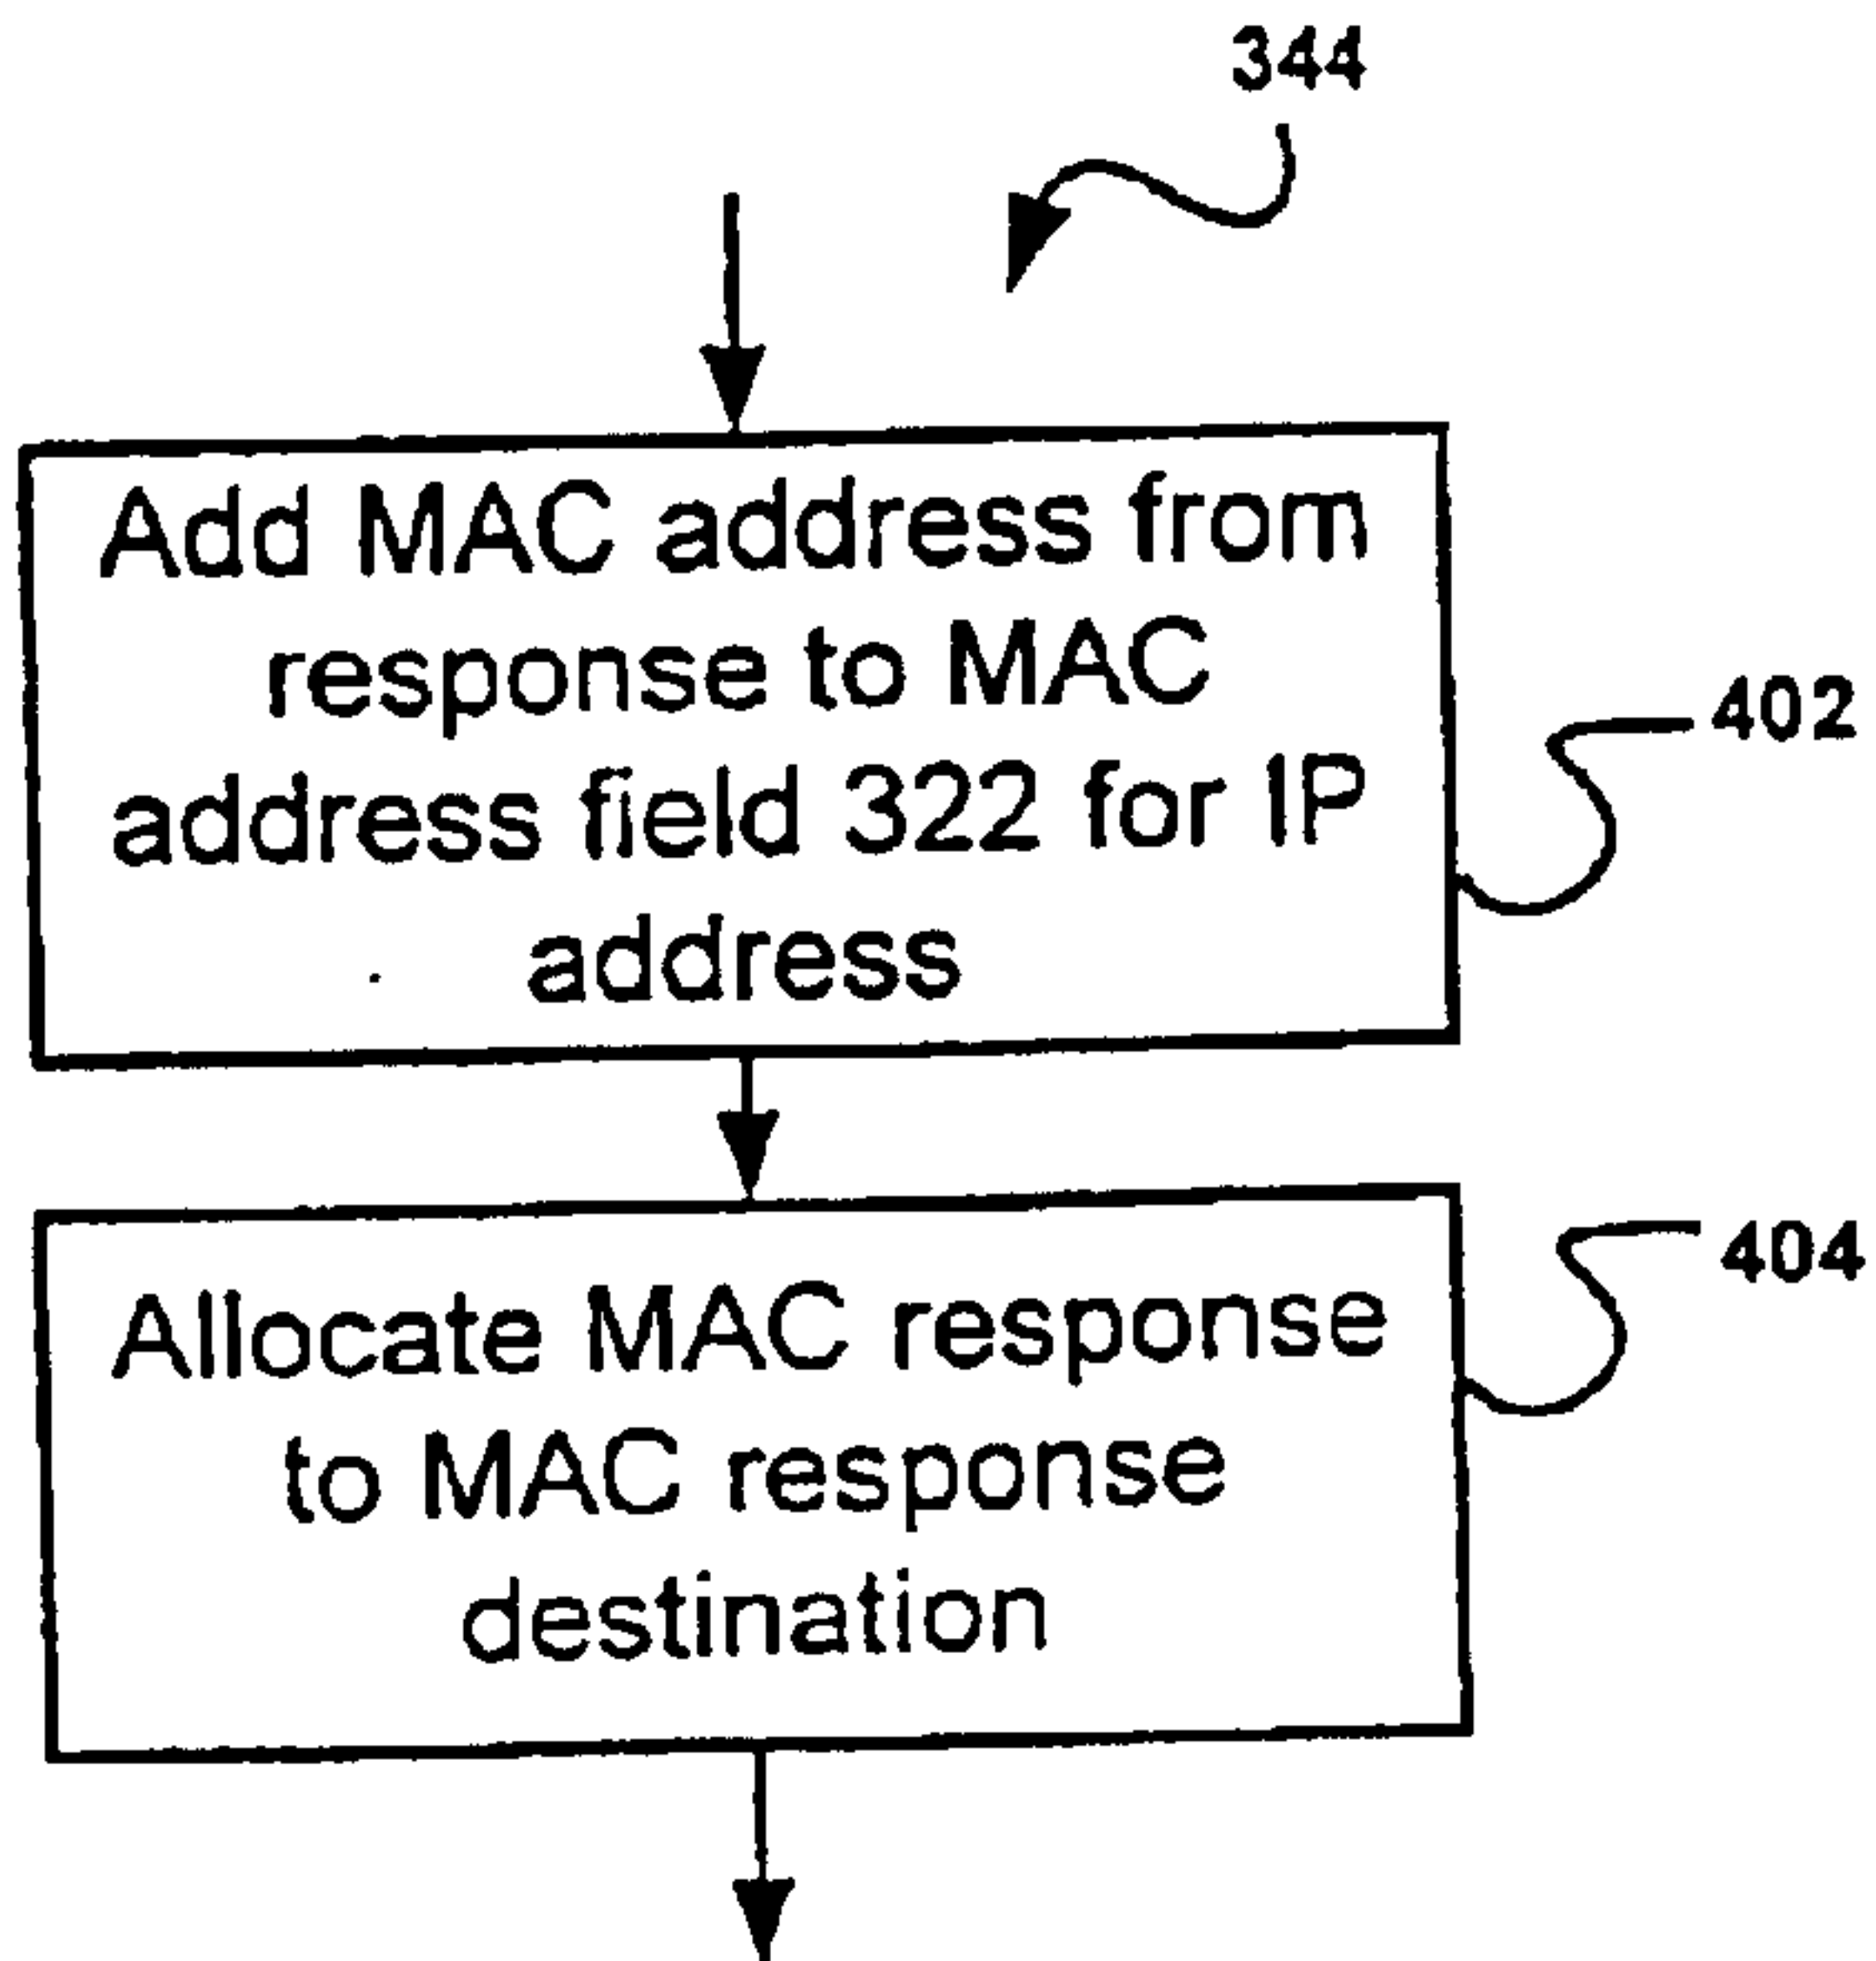 344
Add MAC address from
response to MAC
address field 322 for IP
address
402
Allocate MAC response
to MAC response
destination
404